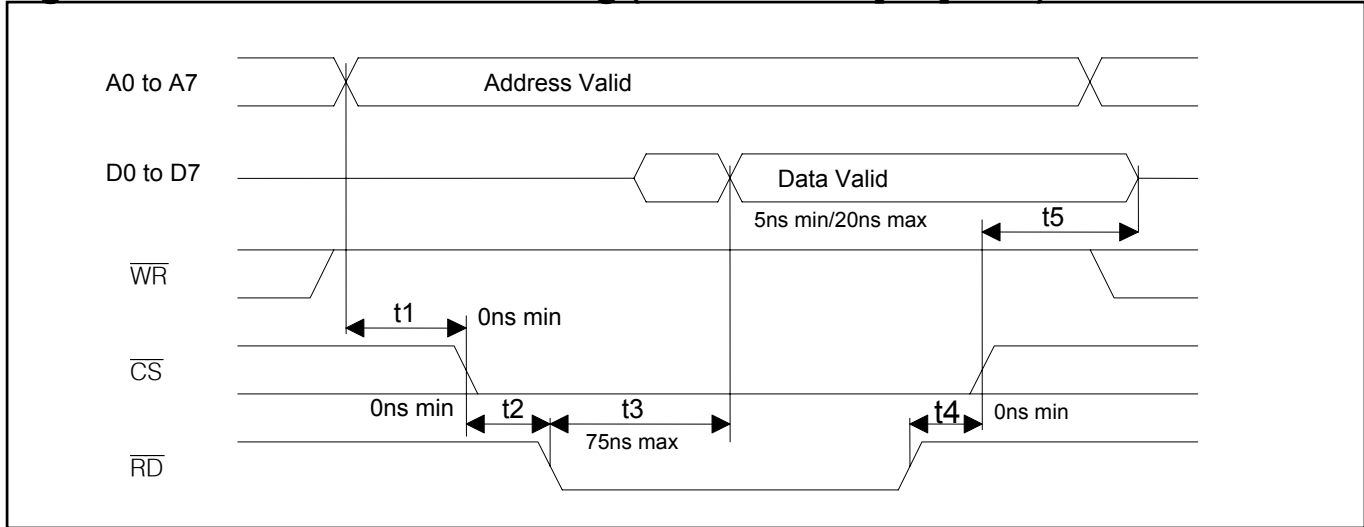 A0 to A7
Address Valid
D0 to D7
Data Valid
5ns min/20ns max
t5
WR
t1
0ns min
CS
0ns min
t2
t3
t4
0ns min
75ns max
RD